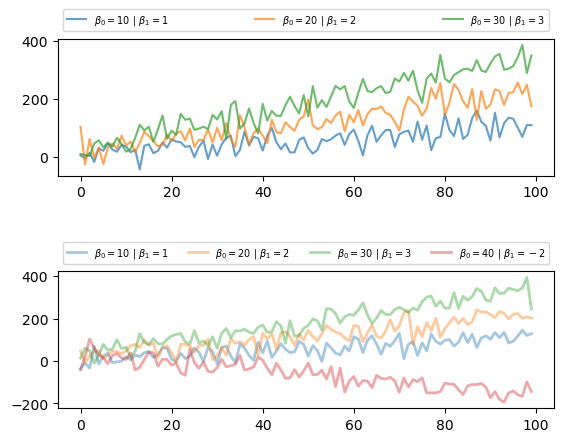 β₀ = 10 | β₁ = 1 β₀ = 20 | β₁ = 2 β₀ = 30 | β₁ = 3
400
200
0
0 20 40 60 80 100
β₀ = 10 | β₁ = 1 β₀ = 20 | β₁ = 2 β₀ = 30 | β₁ = 3 β₀ = 40 | β₁ = −2
400
200
0
−200
0 20 40 60 80 100